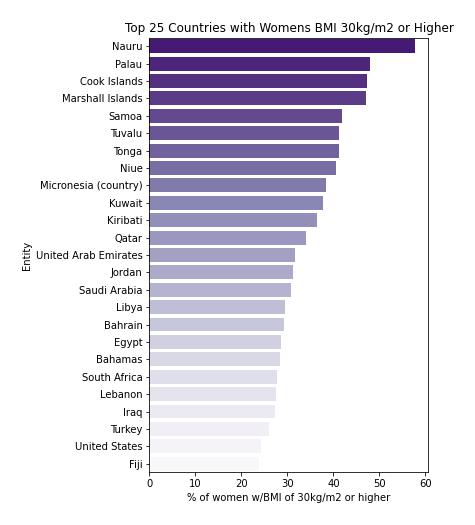 Top 25 Countries with Womens BMI 30kg/m2 or Higher
Nauru
Palau
Cook Islands
Marshall Islands
Samoa
Tuvalu
Tonga
Niue
Micronesia (country)
Kuwait
Kiribati
Qatar
United Arab Emirates
Jordan
Saudi Arabia
Libya
Bahrain
Egypt
Bahamas
South Africa
Lebanon
Iraq
Turkey
United States
Fiji
Entity
0 10 20 30 40 50 60
% of women w/BMI of 30kg/m2 or higher